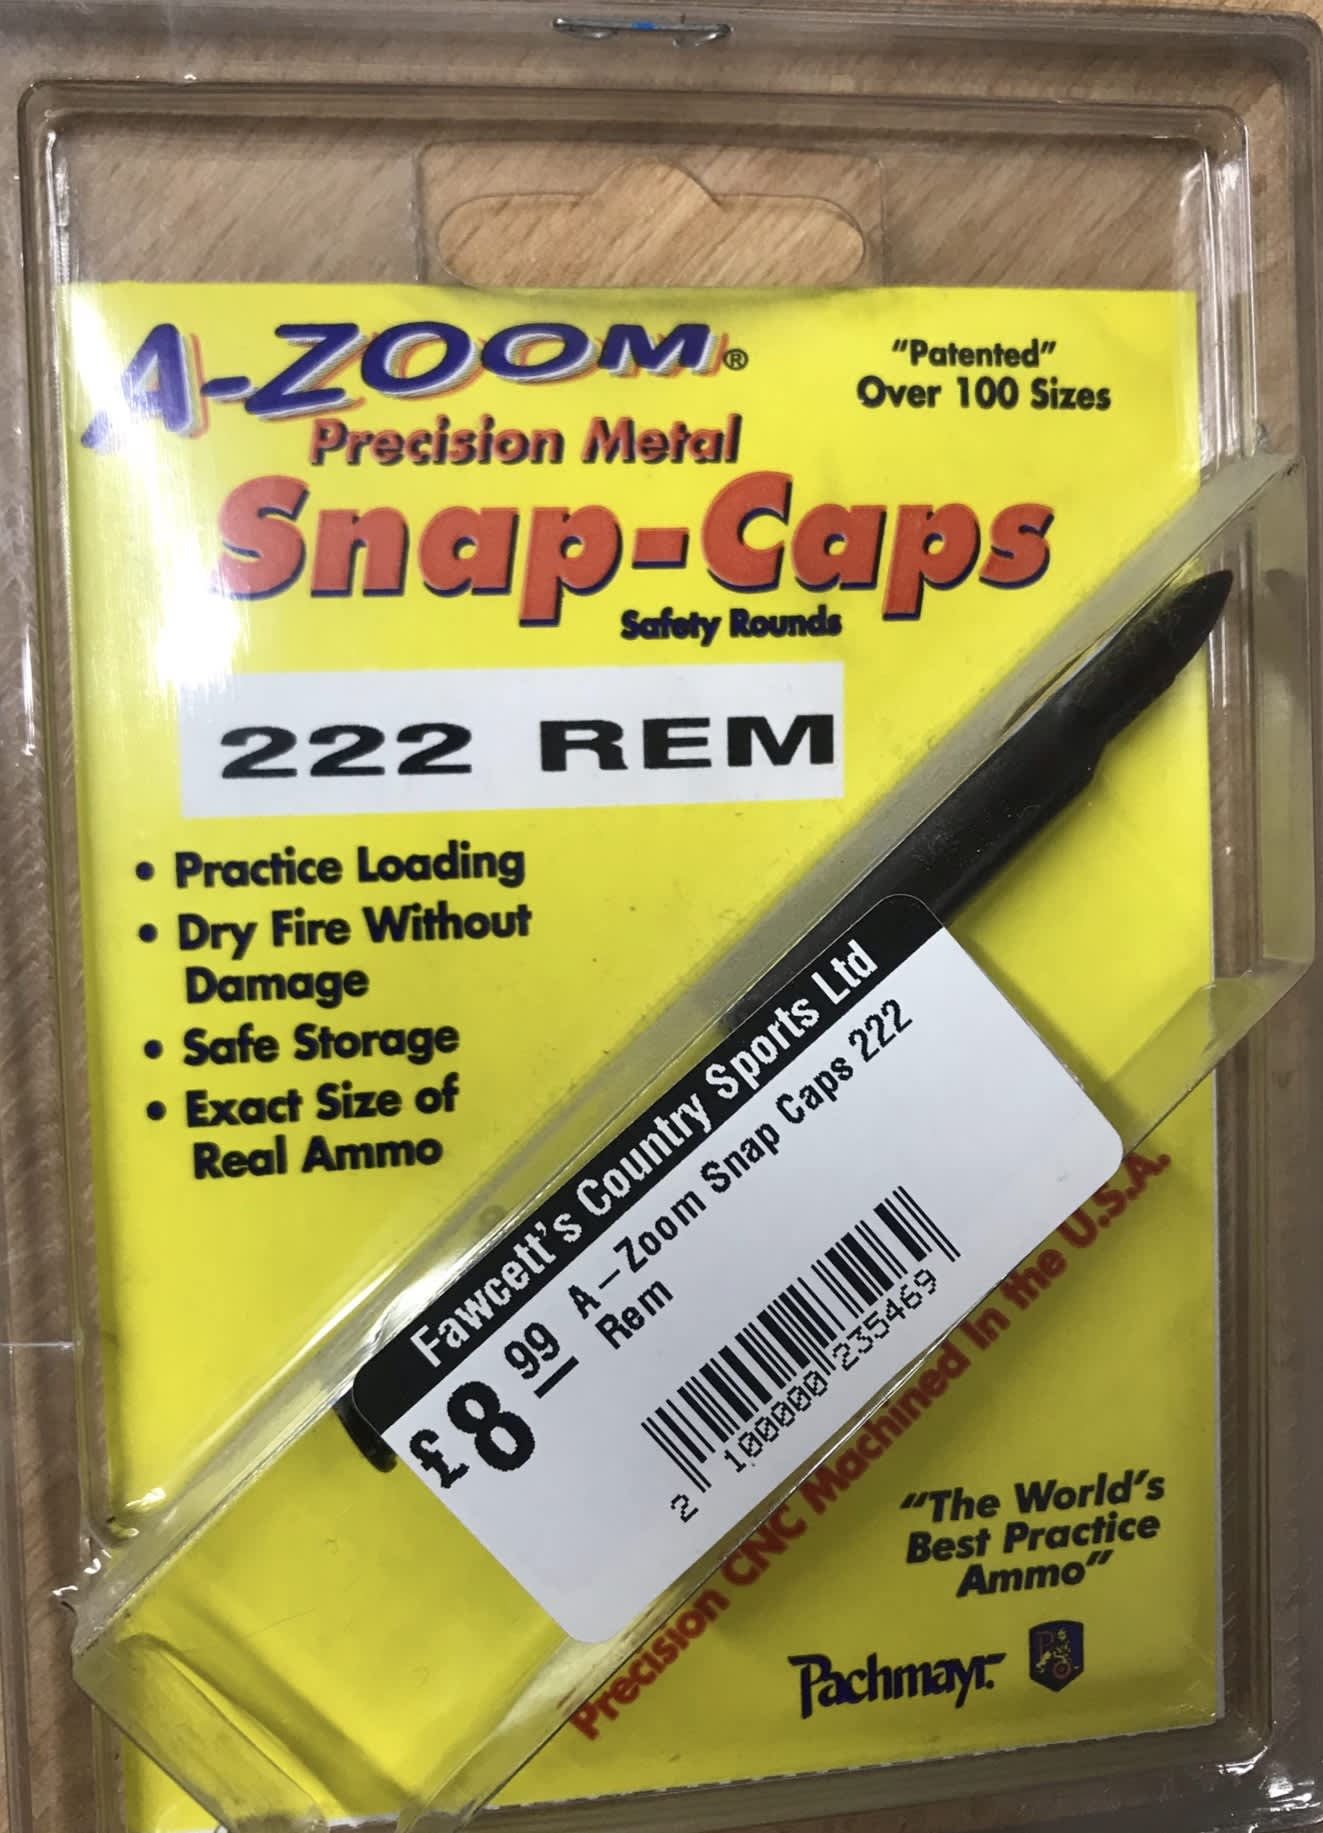 A-ZOOM®
"Patented"
Over 100 Sizes
Precision Metal
Snap-Caps
Safety Rounds
222 REM
• Practice Loading
• Dry Fire Without
Damage
• Safe Storage
• Exact Size of
Real Ammo
Fawcett's Country Sports Ltd
£8 99
A-Zoom Snap Caps 222
Rem
2 100000 235469
Precision CNC Machined In the U.S.A.
"The World's
Best Practice
Ammo"
Pachmayr